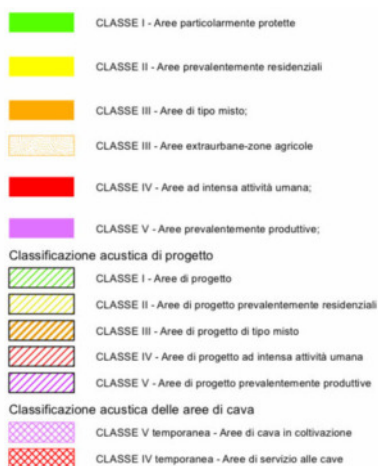 CLASSE I - Aree particolarmente protette
CLASSE II - Aree prevalentemente residenziali
CLASSE III - Aree di tipo misto;
CLASSE III - Aree extraurbane-zone agricole
CLASSE IV - Aree ad intensa attività umana;
CLASSE V - Aree prevalentemente produttive;
Classificazione acustica di progetto
CLASSE I - Aree di progetto
CLASSE II - Aree di progetto prevalentemente residenziali
CLASSE III - Aree di progetto di tipo misto
CLASSE IV - Aree di progetto ad intensa attività umana
CLASSE V - Aree di progetto prevalentemente produttive
Classificazione acustica delle aree di cava
CLASSE V temporanea - Aree di cava in coltivazione
CLASSE IV temporanea - Aree di servizio alle cave